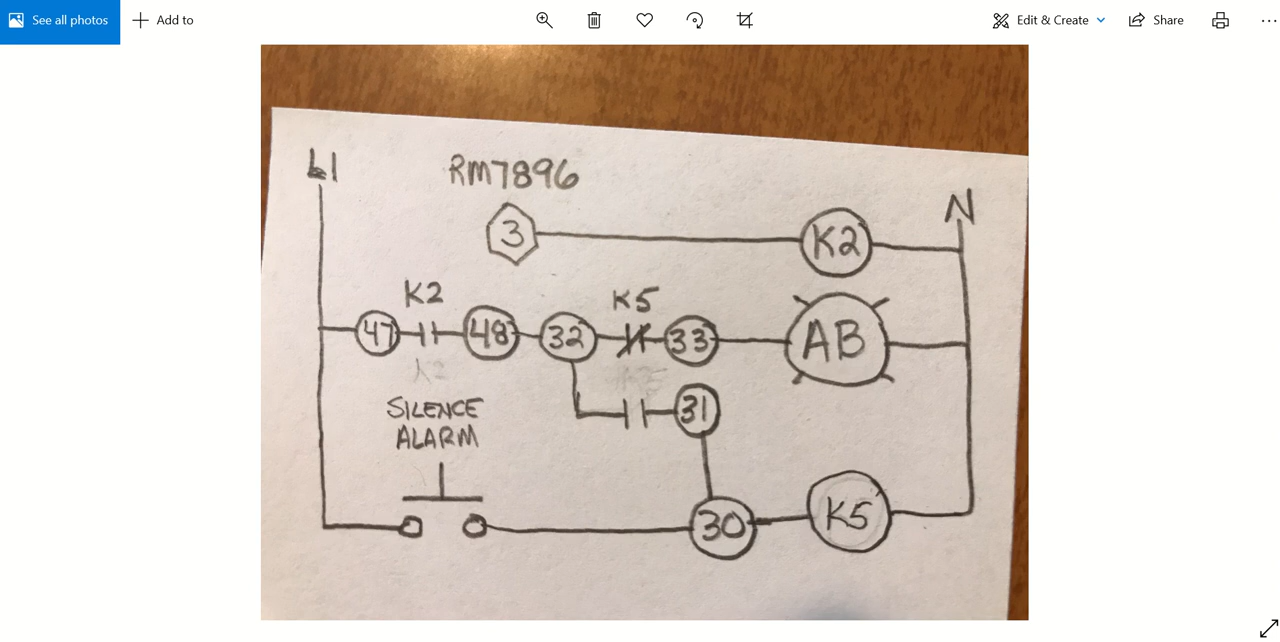 See all photos
Add to
Edit & Create
Share
L1
RM7896
N
3
K2
K2
K5
47
48
32
33
AB
31
SILENCE
ALARM
30
K5